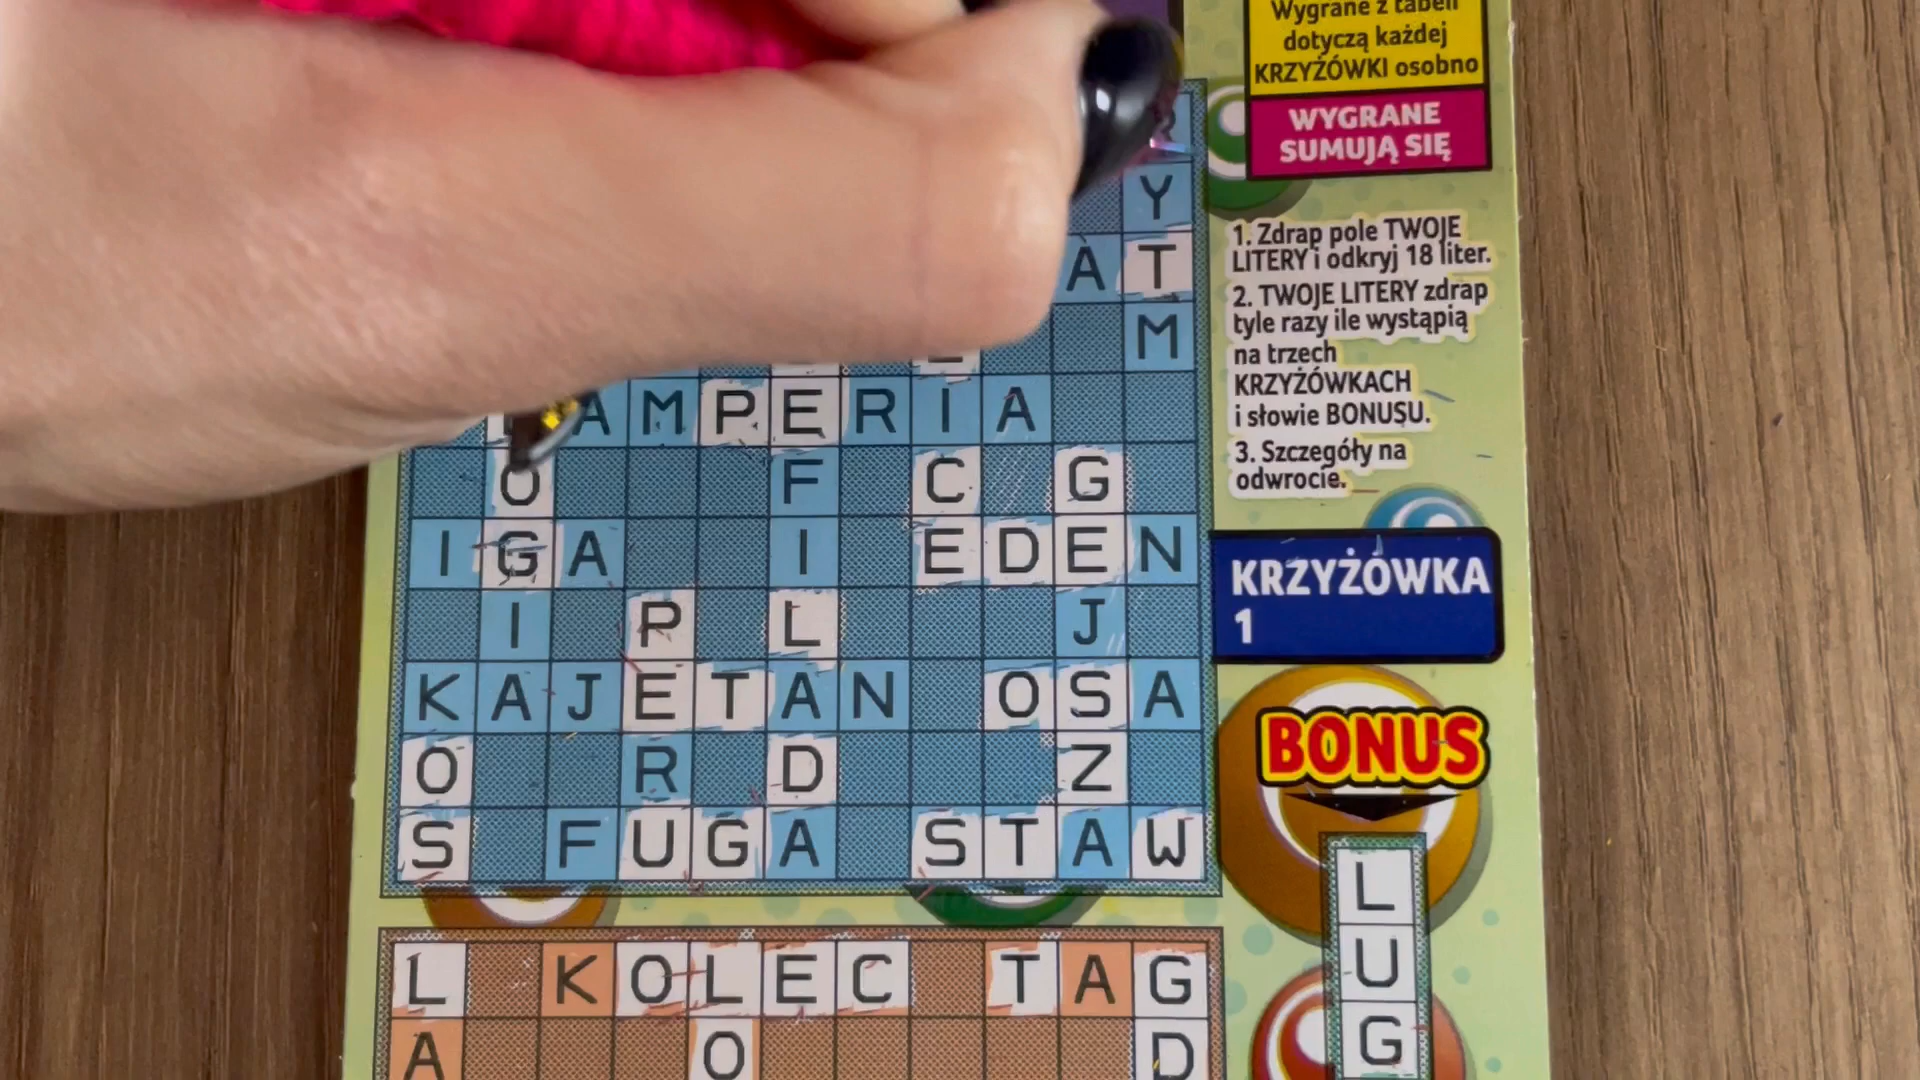 Wygrane z tabeli
dotyczą każdej
KRZYŻÓWKI osobno
WYGRANE
SUMUJĄ SIĘ
1. Zdrap pole TWOJE
LITERY i odkryj 18 liter.
2. TWOJE LITERY zdrap
tyle razy ile wystąpią
na trzech
KRZYŻÓWKACH
i słowie BONUSU.
3. Szczegóły na
odwrocie.
KRZYŻÓWKA
1
BONUS
L
U
G
Y
A T
M
A M P E R I A
O F C G
I G A I E D E N
I P L J
K A J E T A N O S A
O R D Z
S F U G A S T A W
L K O L E C T A G
A O D